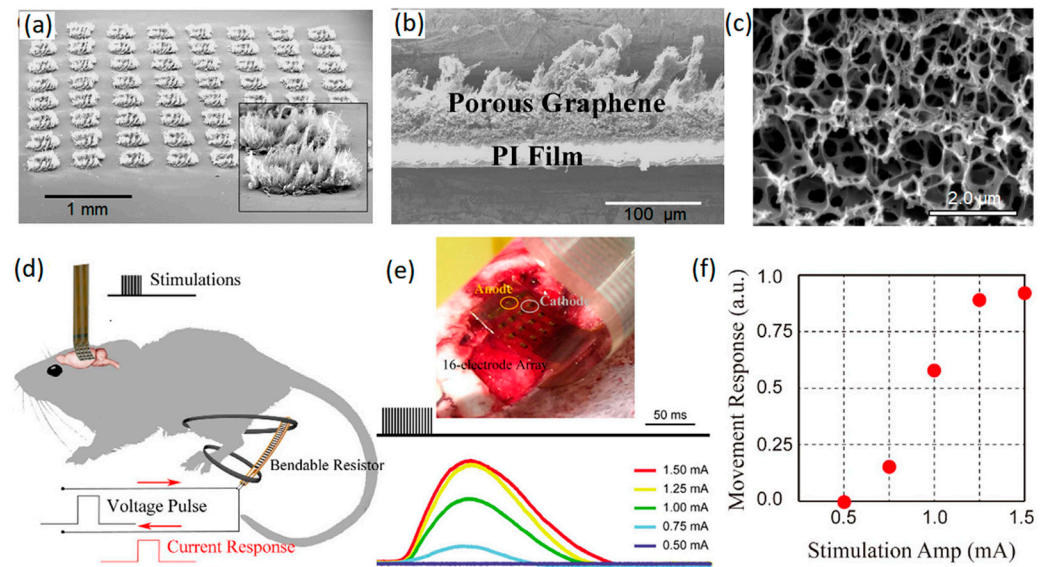 (a)
1 mm
(b)
Porous Graphene
PI Film
100 µm
(c)
2.0 µm
(d)
Stimulations
Bendable Resistor
Voltage Pulse
Current Response
(e)
Anode
Cathode
16-electrode Array
50 ms
1.50 mA
1.25 mA
1.00 mA
0.75 mA
0.50 mA
(f)
Movement Response (a.u.)
1.0
0.75
0.5
0.25
0.0
0.5 1.0 1.5
Stimulation Amp (mA)